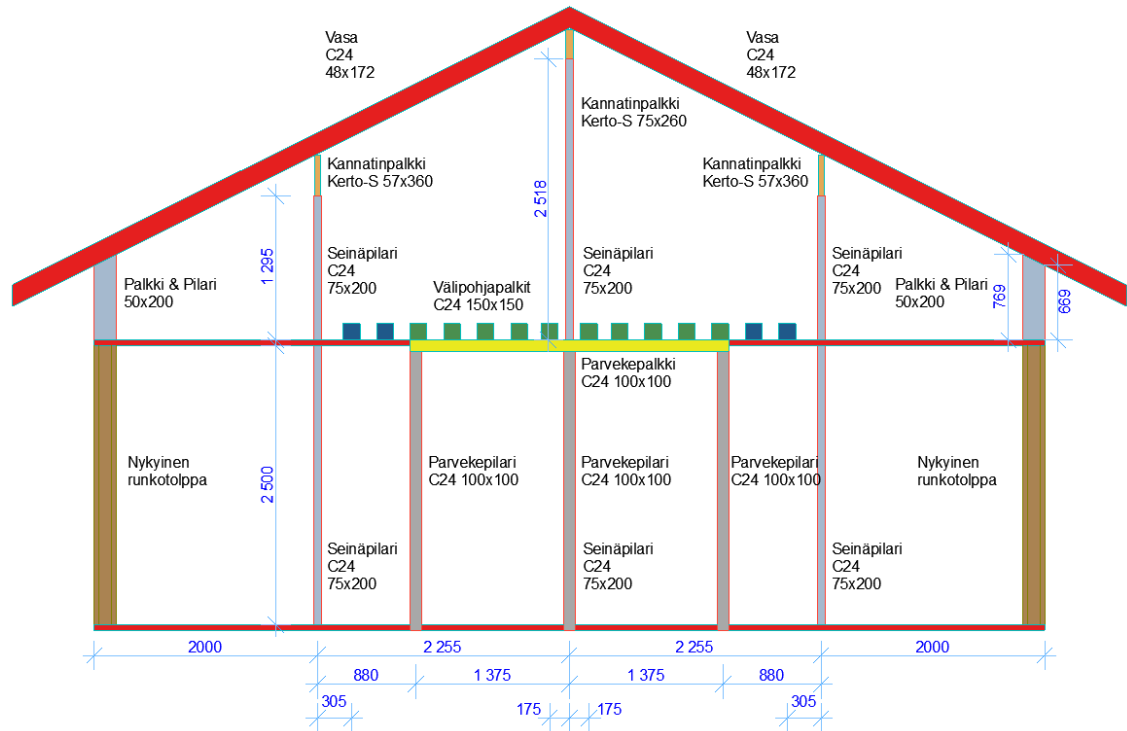 Vasa
C24
48x172
Vasa
C24
48x172
Kannatinpalkki
Kerto-S 75x260
Kannatinpalkki
Kerto-S 57x360
Kannatinpalkki
Kerto-S 57x360
2 518
1 295
Seinäpilari
C24
75x200
Seinäpilari
C24
75x200
Seinäpilari
C24
75x200
Palkki & Pilari
50x200
Välipohjapalkit
C24 150x150
Palkki & Pilari
50x200
769
669
Parvekepalkki
C24 100x100
Nykyinen
runkotolppa
2 500
Parvekepilari
C24 100x100
Parvekepilari
C24 100x100
Parvekepilari
C24 100x100
Nykyinen
runkotolppa
Seinäpilari
C24
75x200
Seinäpilari
C24
75x200
Seinäpilari
C24
75x200
2000
2 255
2 255
2000
880
1 375
1 375
880
305
175
175
305